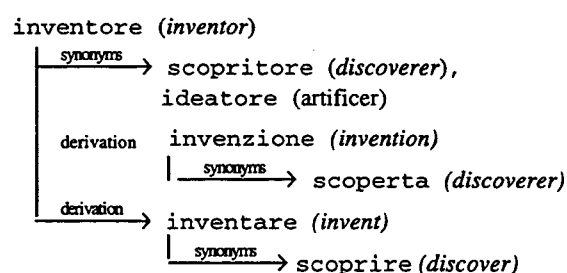 inventore (inventor)
synonyms
scopritore (discoverer),
ideatore (artificer)
derivation invenzione (invention)
synonyms
scoperta (discoverer)
derivation
inventare (invent)
synonyms
scoprire (discover)